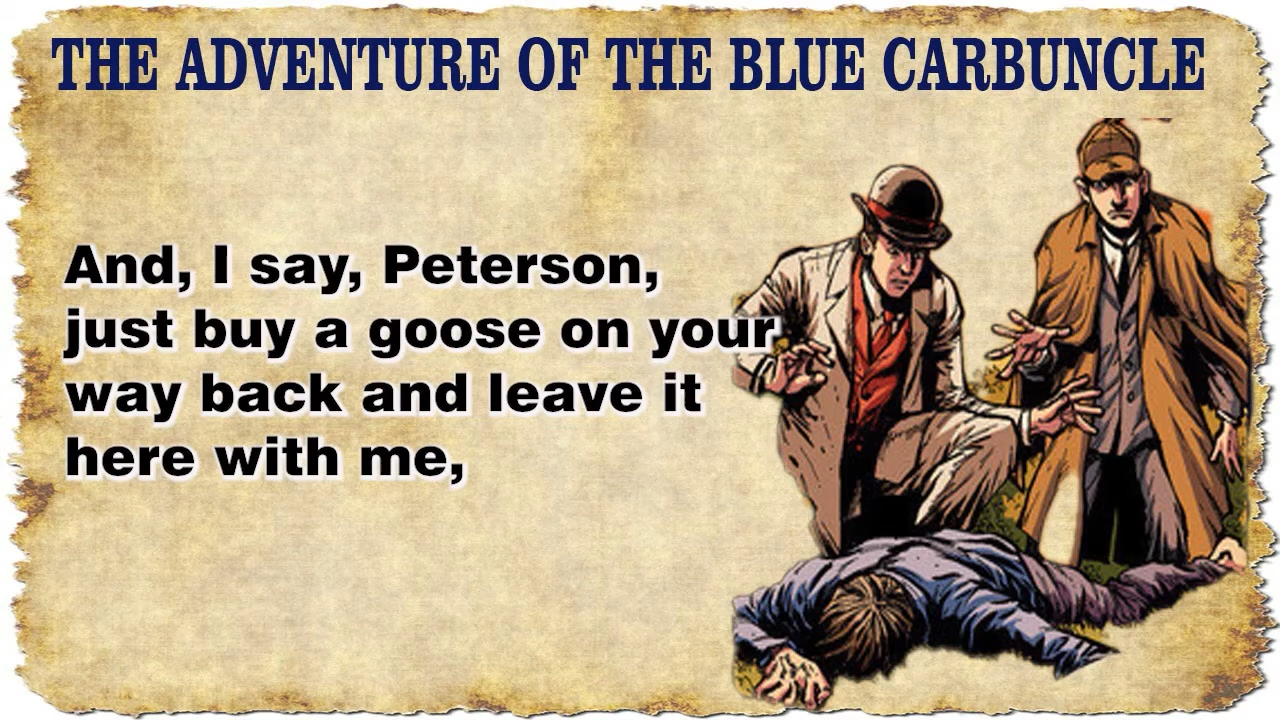 THE ADVENTURE OF THE BLUE CARBUNCLE
And, I say, Peterson,
just buy a goose on your
way back and leave it
here with me,